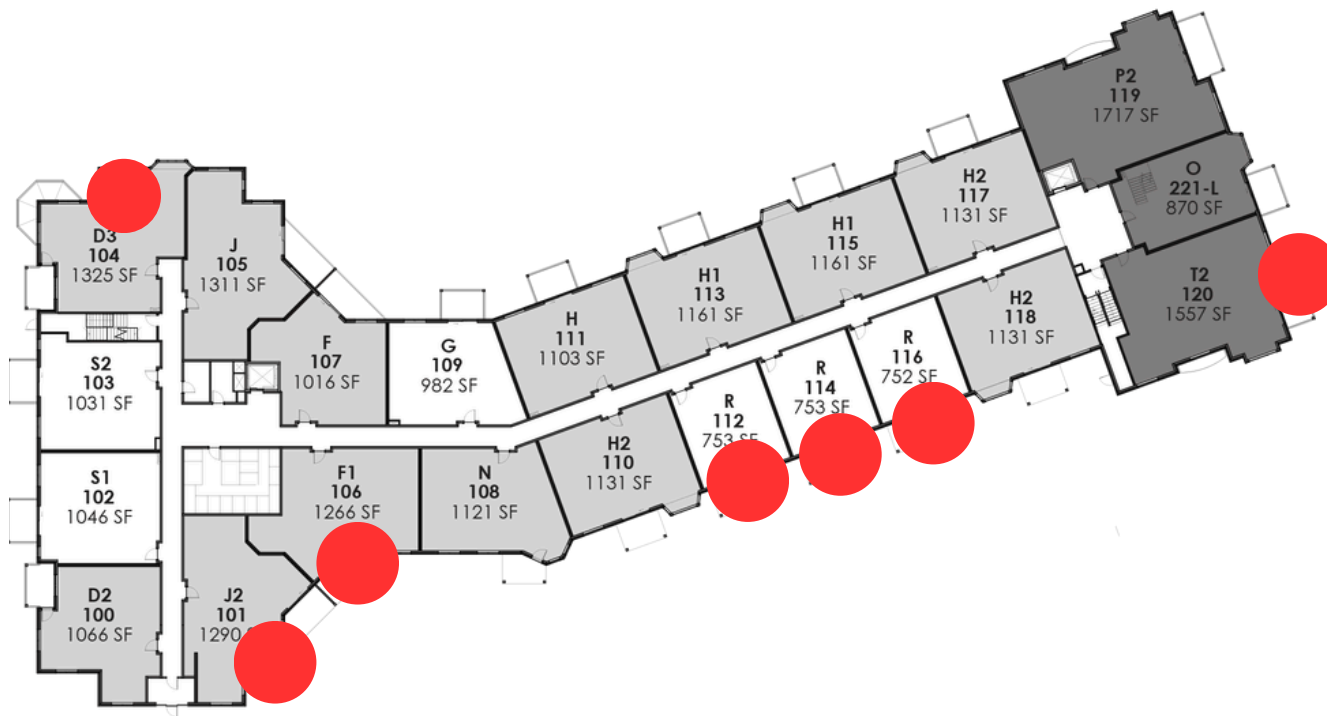 P2
119
1717 SF
O
221-L
870 SF
H2
117
1131 SF
H1
115
1161 SF
D3
104
1325 SF
J
105
1311 SF
H1
113
1161 SF
T2
120
1557 SF
H2
118
1131 SF
H
111
1103 SF
F
107
1016 SF
G
109
982 SF
R
116
752 SF
S2
103
1031 SF
R
114
753 SF
R
112
753 SF
H2
110
1131 SF
S1
102
1046 SF
F1
106
1266 SF
N
108
1121 SF
D2
100
1066 SF
J2
101
1290